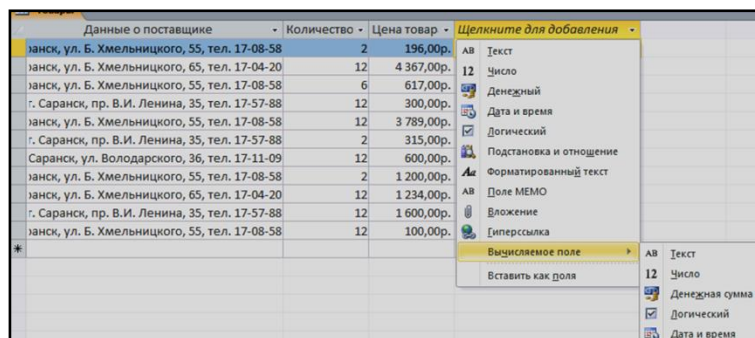 Данные о поставщике Количество Цена товар Щелкните для добавления
ранск, ул. Б. Хмельницкого, 55, тел. 17-08-58 2 196,00р.
ранск, ул. Б. Хмельницкого, 65, тел. 17-04-20 12 4 367,00р.
ранск, ул. Б. Хмельницкого, 55, тел. 17-08-58 6 617,00р.
г. Саранск, пр. В.И. Ленина, 35, тел. 17-57-88 12 300,00р.
ранск, ул. Б. Хмельницкого, 55, тел. 17-08-58 12 3 789,00р.
г. Саранск, пр. В.И. Ленина, 35, тел. 17-57-88 2 315,00р.
Саранск, ул. Володарского, 36, тел. 17-11-09 12 600,00р.
ранск, ул. Б. Хмельницкого, 55, тел. 17-08-58 2 1 200,00р.
ранск, ул. Б. Хмельницкого, 65, тел. 17-04-20 12 1 234,00р.
г. Саранск, пр. В.И. Ленина, 35, тел. 17-57-88 12 1 600,00р.
ранск, ул. Б. Хмельницкого, 55, тел. 17-08-58 12 100,00р.
AB Текст
12 Число
Денежный
Дата и время
Логический
Подстановка и отношение
Aa Форматированный текст
AB Поле МЕМО
Вложение
Гиперссылка
Вычисляемое поле
Вставить как поля
AB Текст
12 Число
Денежная сумма
Логический
Дата и время